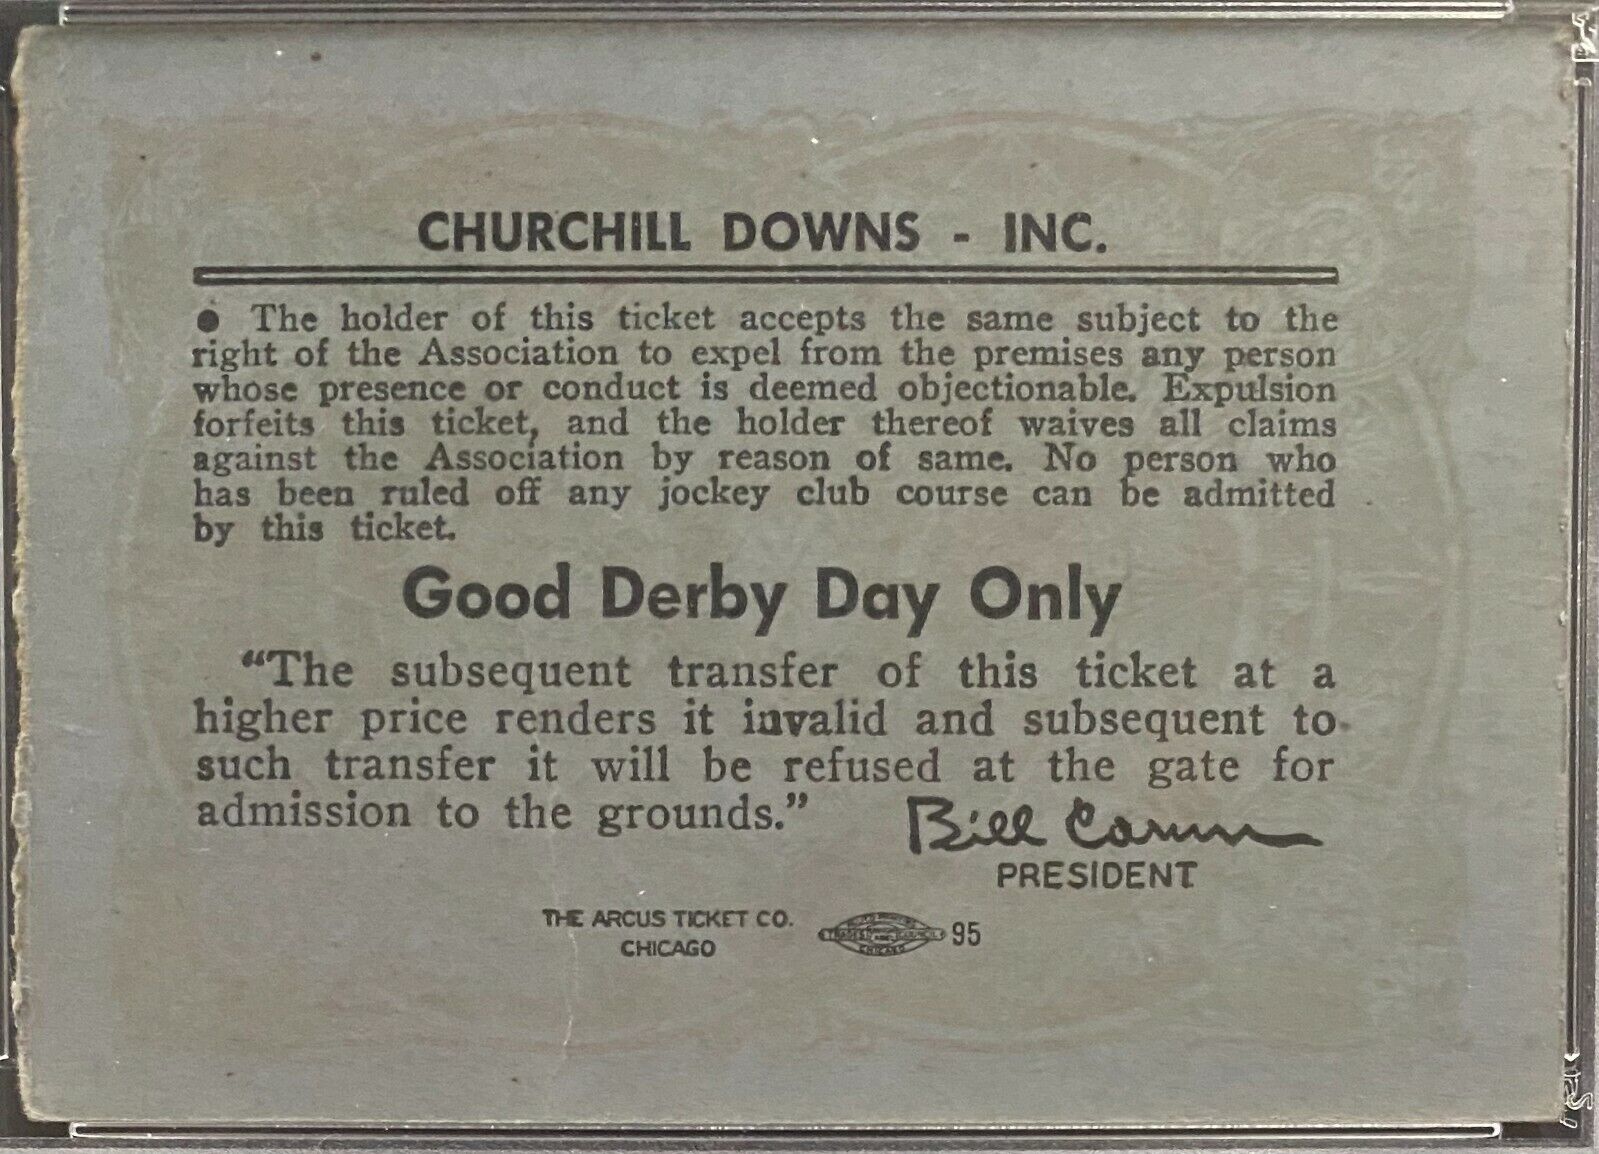 CHURCHILL DOWNS - INC.
● The holder of this ticket accepts the same subject to the
right of the Association to expel from the premises any person
whose presence or conduct is deemed objectionable. Expulsion
forfeits this ticket, and the holder thereof waives all claims
against the Association by reason of same. No person who
has been ruled off any jockey club course can be admitted
by this ticket.
Good Derby Day Only
“The subsequent transfer of this ticket at a
higher price renders it invalid and subsequent to
such transfer it will be refused at the gate for
admission to the grounds.”
Bill Corum
PRESIDENT
THE ARCUS TICKET CO.
CHICAGO
95